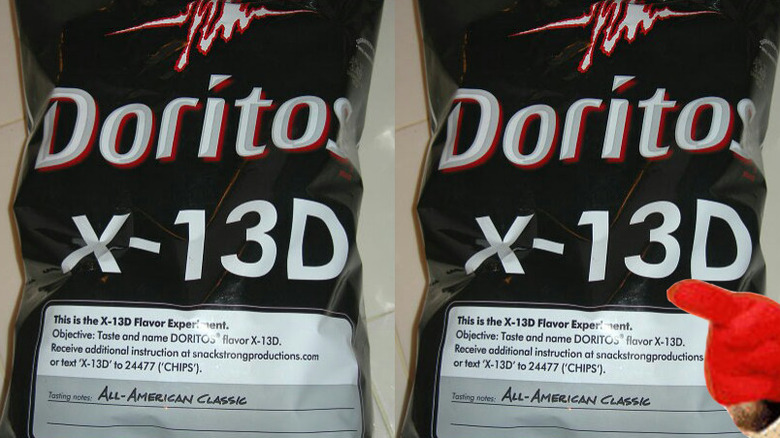 Doritos
X-13D
This is the X-13D Flavor Experiment.
Objective: Taste and name DORITOS® flavor X-13D.
Receive additional instruction at snackstrongproductions.com
or text 'X-13D' to 24477 ('CHIPS').
Tasting notes: ALL-AMERICAN CLASSIC
Doritos
X-13D
This is the X-13D Flavor Experiment.
Objective: Taste and name DORITOS® flavor X-13D.
Receive additional instruction at snackstrongproductions
or text 'X-13D' to 24477 ('CHIPS').
Tasting notes: ALL-AMERICAN CLASSIC